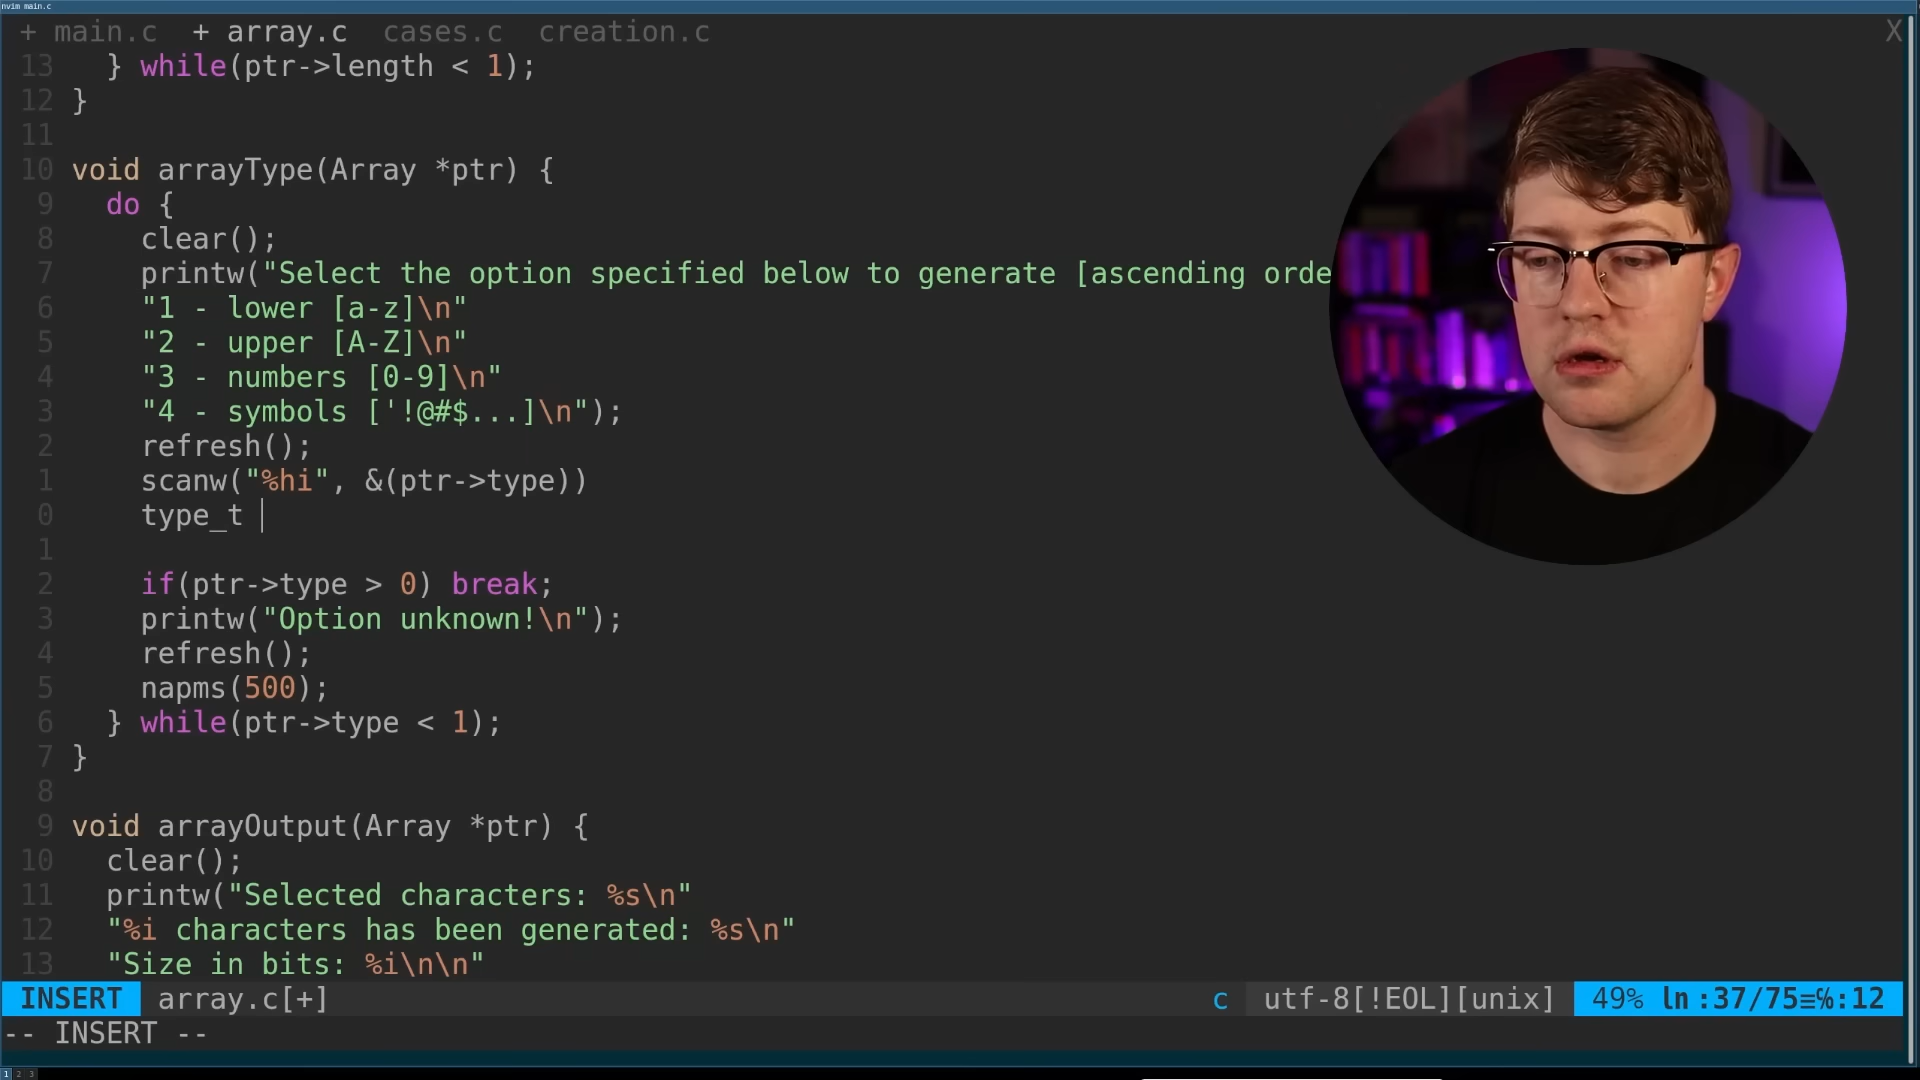 nvim main.c
+ main.c + array.c cases.c creation.c X
13 } while(ptr->length < 1);
12 }
11
10 void arrayType(Array *ptr) {
9 do {
8 clear();
7 printw("Select the option specified below to generate [ascending orde
6 "1 - lower [a-z]\n"
5 "2 - upper [A-Z]\n"
4 "3 - numbers [0-9]\n"
3 "4 - symbols ['!@#$...]\n");
2 refresh();
1 scanw("%hi", &(ptr->type))
0 type_t
1
2 if(ptr->type > 0) break;
3 printw("Option unknown!\n");
4 refresh();
5 napms(500);
6 } while(ptr->type < 1);
7 }
8
9 void arrayOutput(Array *ptr) {
10 clear();
11 printw("Selected characters: %s\n"
12 "%i characters has been generated: %s\n"
13 "Size in bits: %i\n\n"
INSERT array.c[+] c utf-8[!EOL][unix] 49% ln :37/75≡℅:12
-- INSERT --
1 2 3